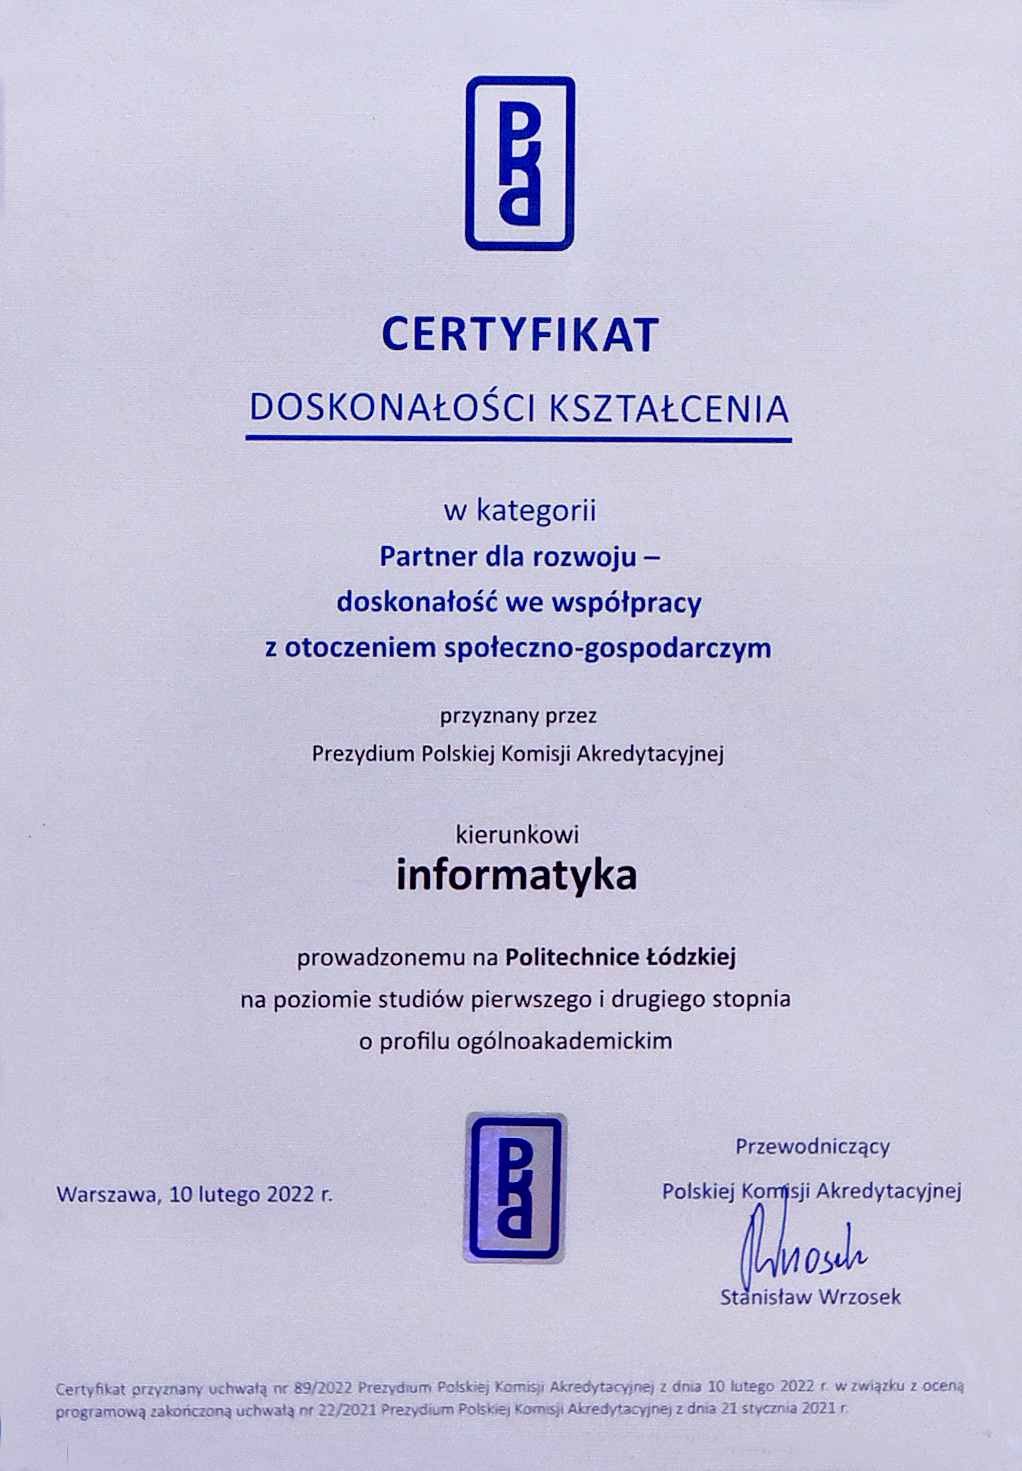 PKA
CERTYFIKAT
DOSKONAŁOŚCI KSZTAŁCENIA
w kategorii
Partner dla rozwoju –
doskonałość we współpracy
z otoczeniem społeczno-gospodarczym
przyznany przez
Prezydium Polskiej Komisji Akredytacyjnej
kierunkowi
informatyka
prowadzonemu na Politechnice Łódzkiej
na poziomie studiów pierwszego i drugiego stopnia
o profilu ogólnoakademickim
Warszawa, 10 lutego 2022 r.
PKA
Przewodniczący
Polskiej Komisji Akredytacyjnej
Wrzosek
Stanisław Wrzosek
Certyfikat przyznany uchwałą nr 89/2022 Prezydium Polskiej Komisji Akredytacyjnej z dnia 10 lutego 2022 r. w związku z oceną
programową zakończoną uchwałą nr 22/2021 Prezydium Polskiej Komisji Akredytacyjnej z dnia 21 stycznia 2021 r.